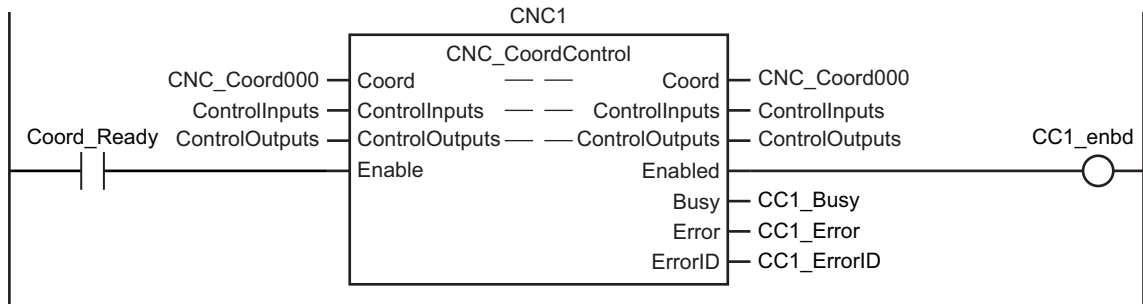 CNC1
CNC_CoordControl
CNC_Coord000 Coord Coord CNC_Coord000
ControlInputs ControlInputs ControlInputs ControlInputs
Coord_Ready ControlOutputs ControlOutputs ControlOutputs ControlOutputs CC1_enbd
Enable Enabled
Busy CC1_Busy
Error CC1_Error
ErrorID CC1_ErrorID